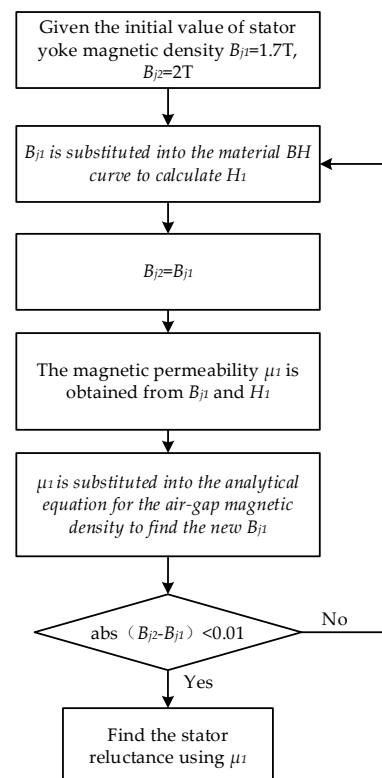 Given the initial value of stator
yoke magnetic density Bj1=1.7T,
Bj2=2T
Bj1 is substituted into the material BH
curve to calculate H1
Bj2=Bj1
The magnetic permeability μ1 is
obtained from Bj1 and H1
μ1 is substituted into the analytical
equation for the air-gap magnetic
density to find the new Bj1
abs（Bj2-Bj1）<0.01
No
Yes
Find the stator
reluctance using μ1